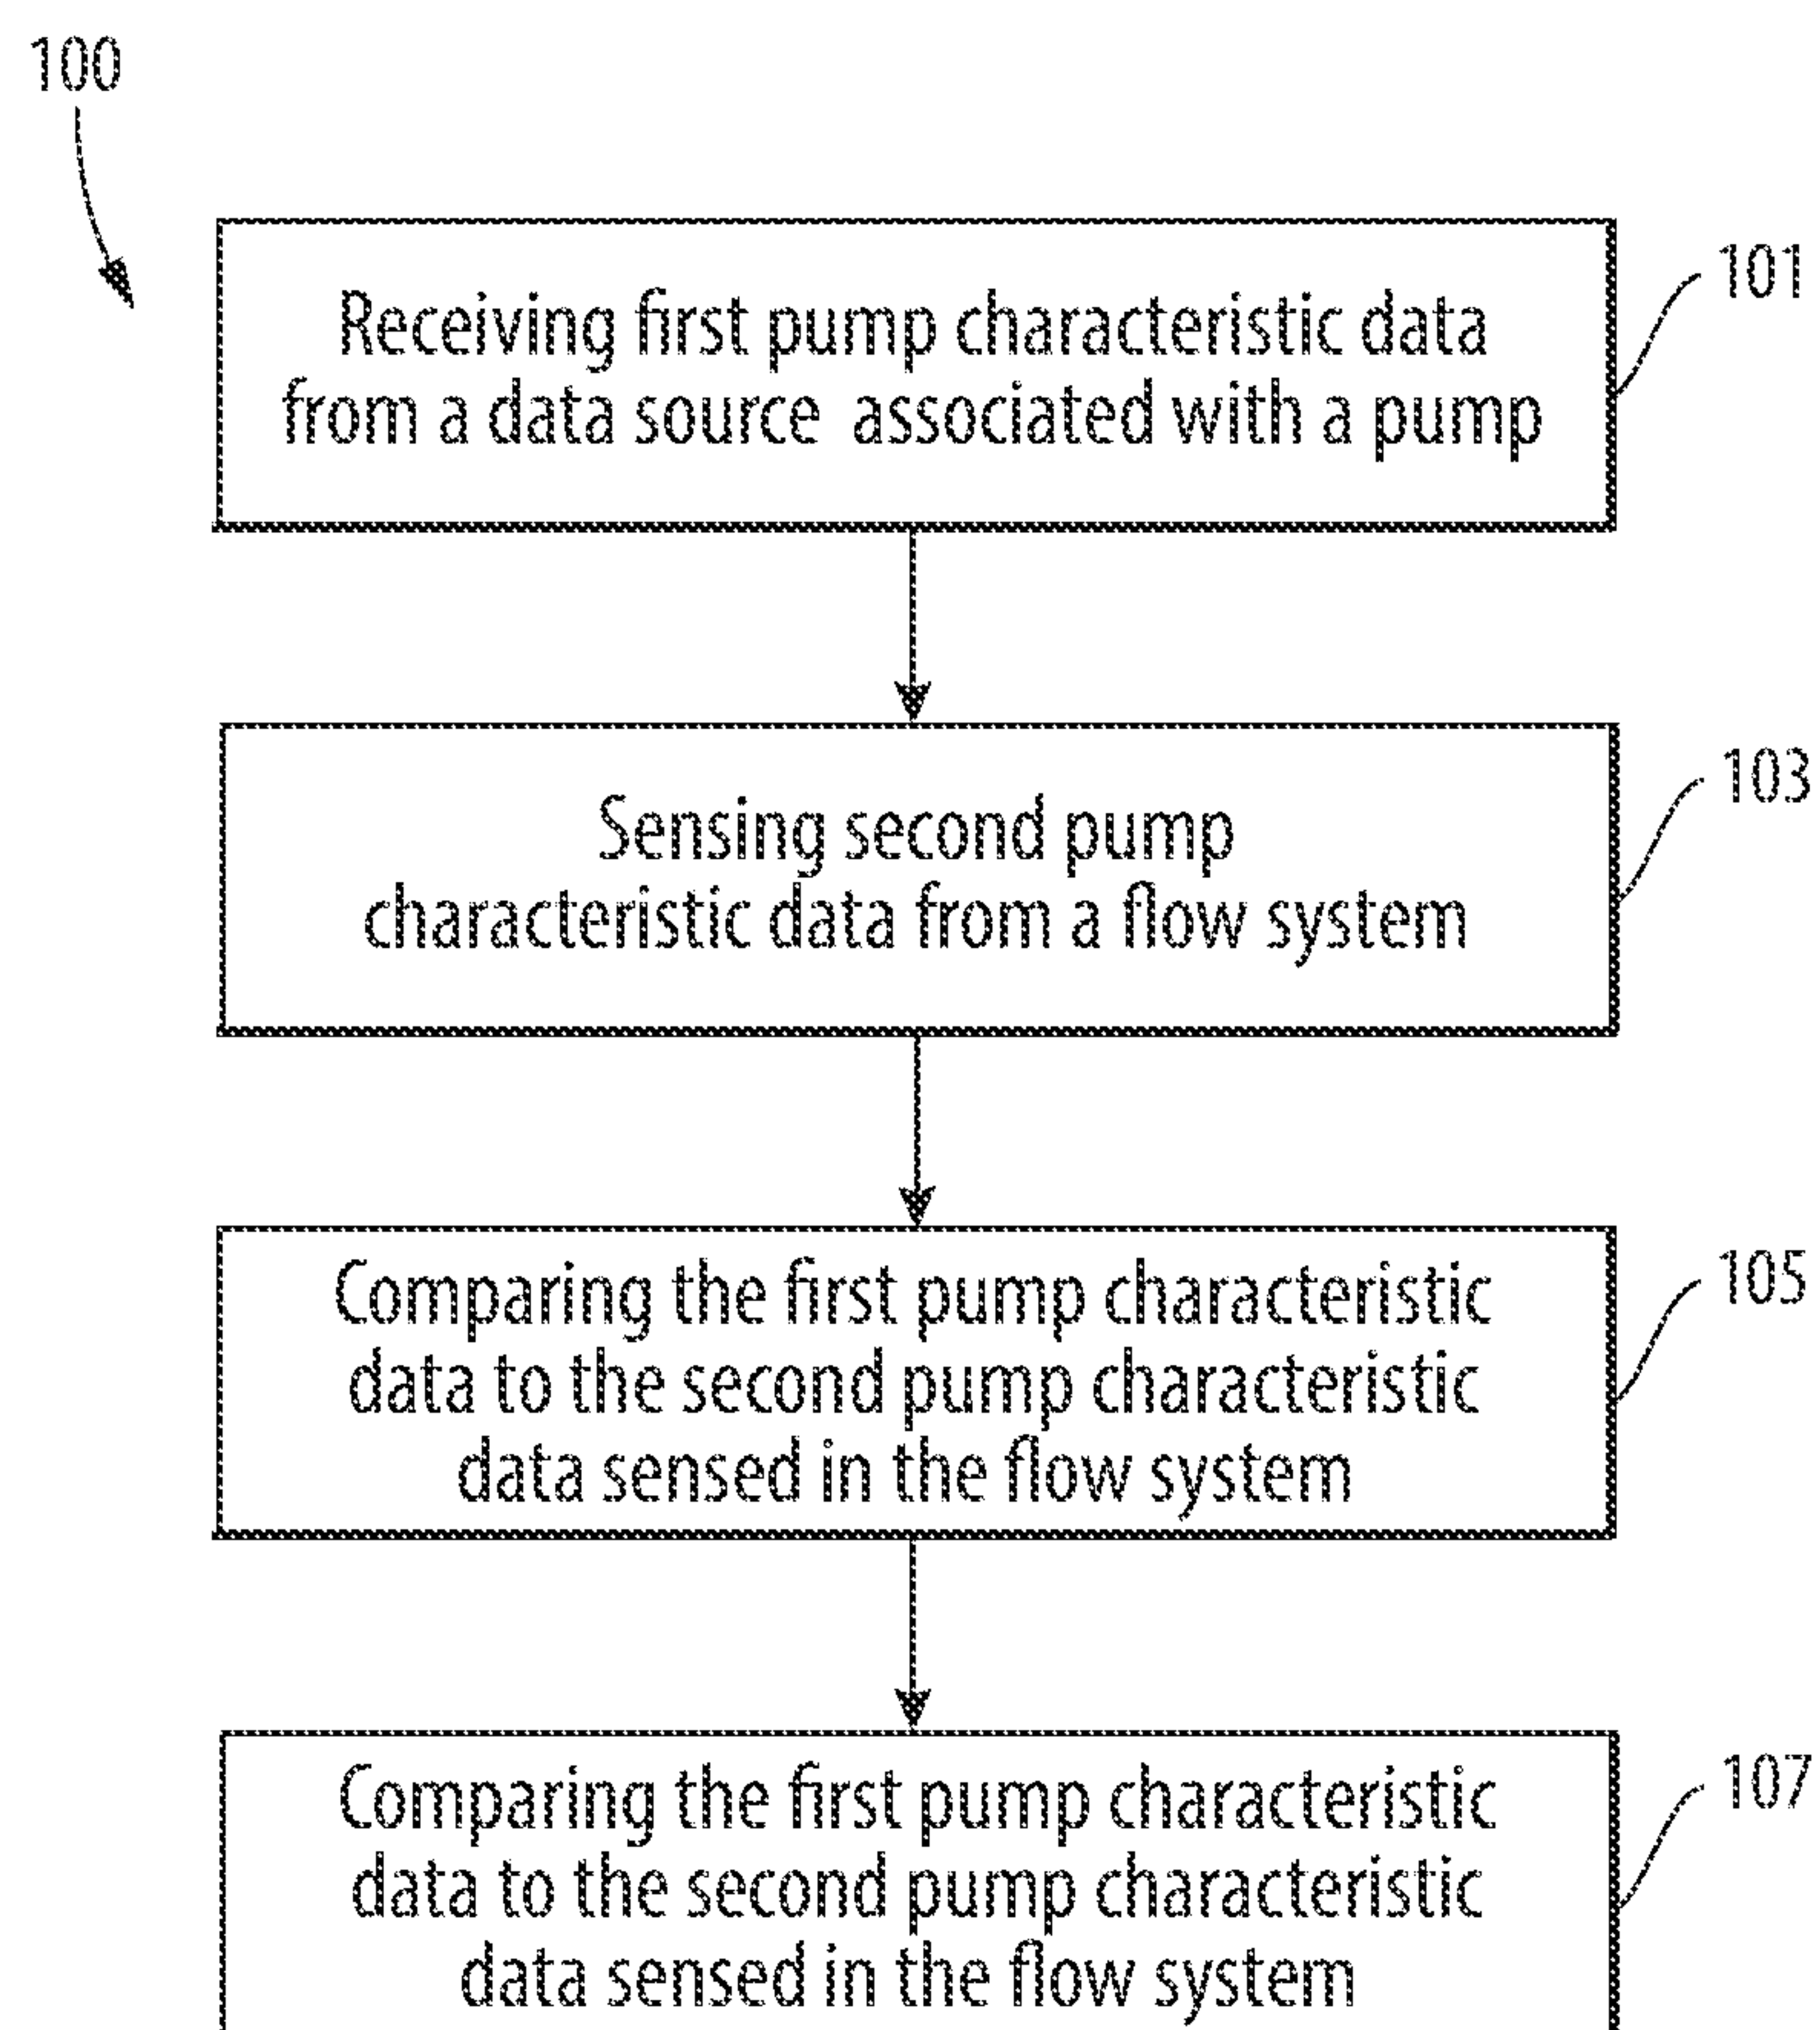 100
Receiving first pump characteristic data
from a data source associated with a pump
101
Sensing second pump
characteristic data from a flow system
103
Comparing the first pump characteristic
data to the second pump characteristic
data sensed in the flow system
105
Comparing the first pump characteristic
data to the second pump characteristic
data sensed in the flow system
107